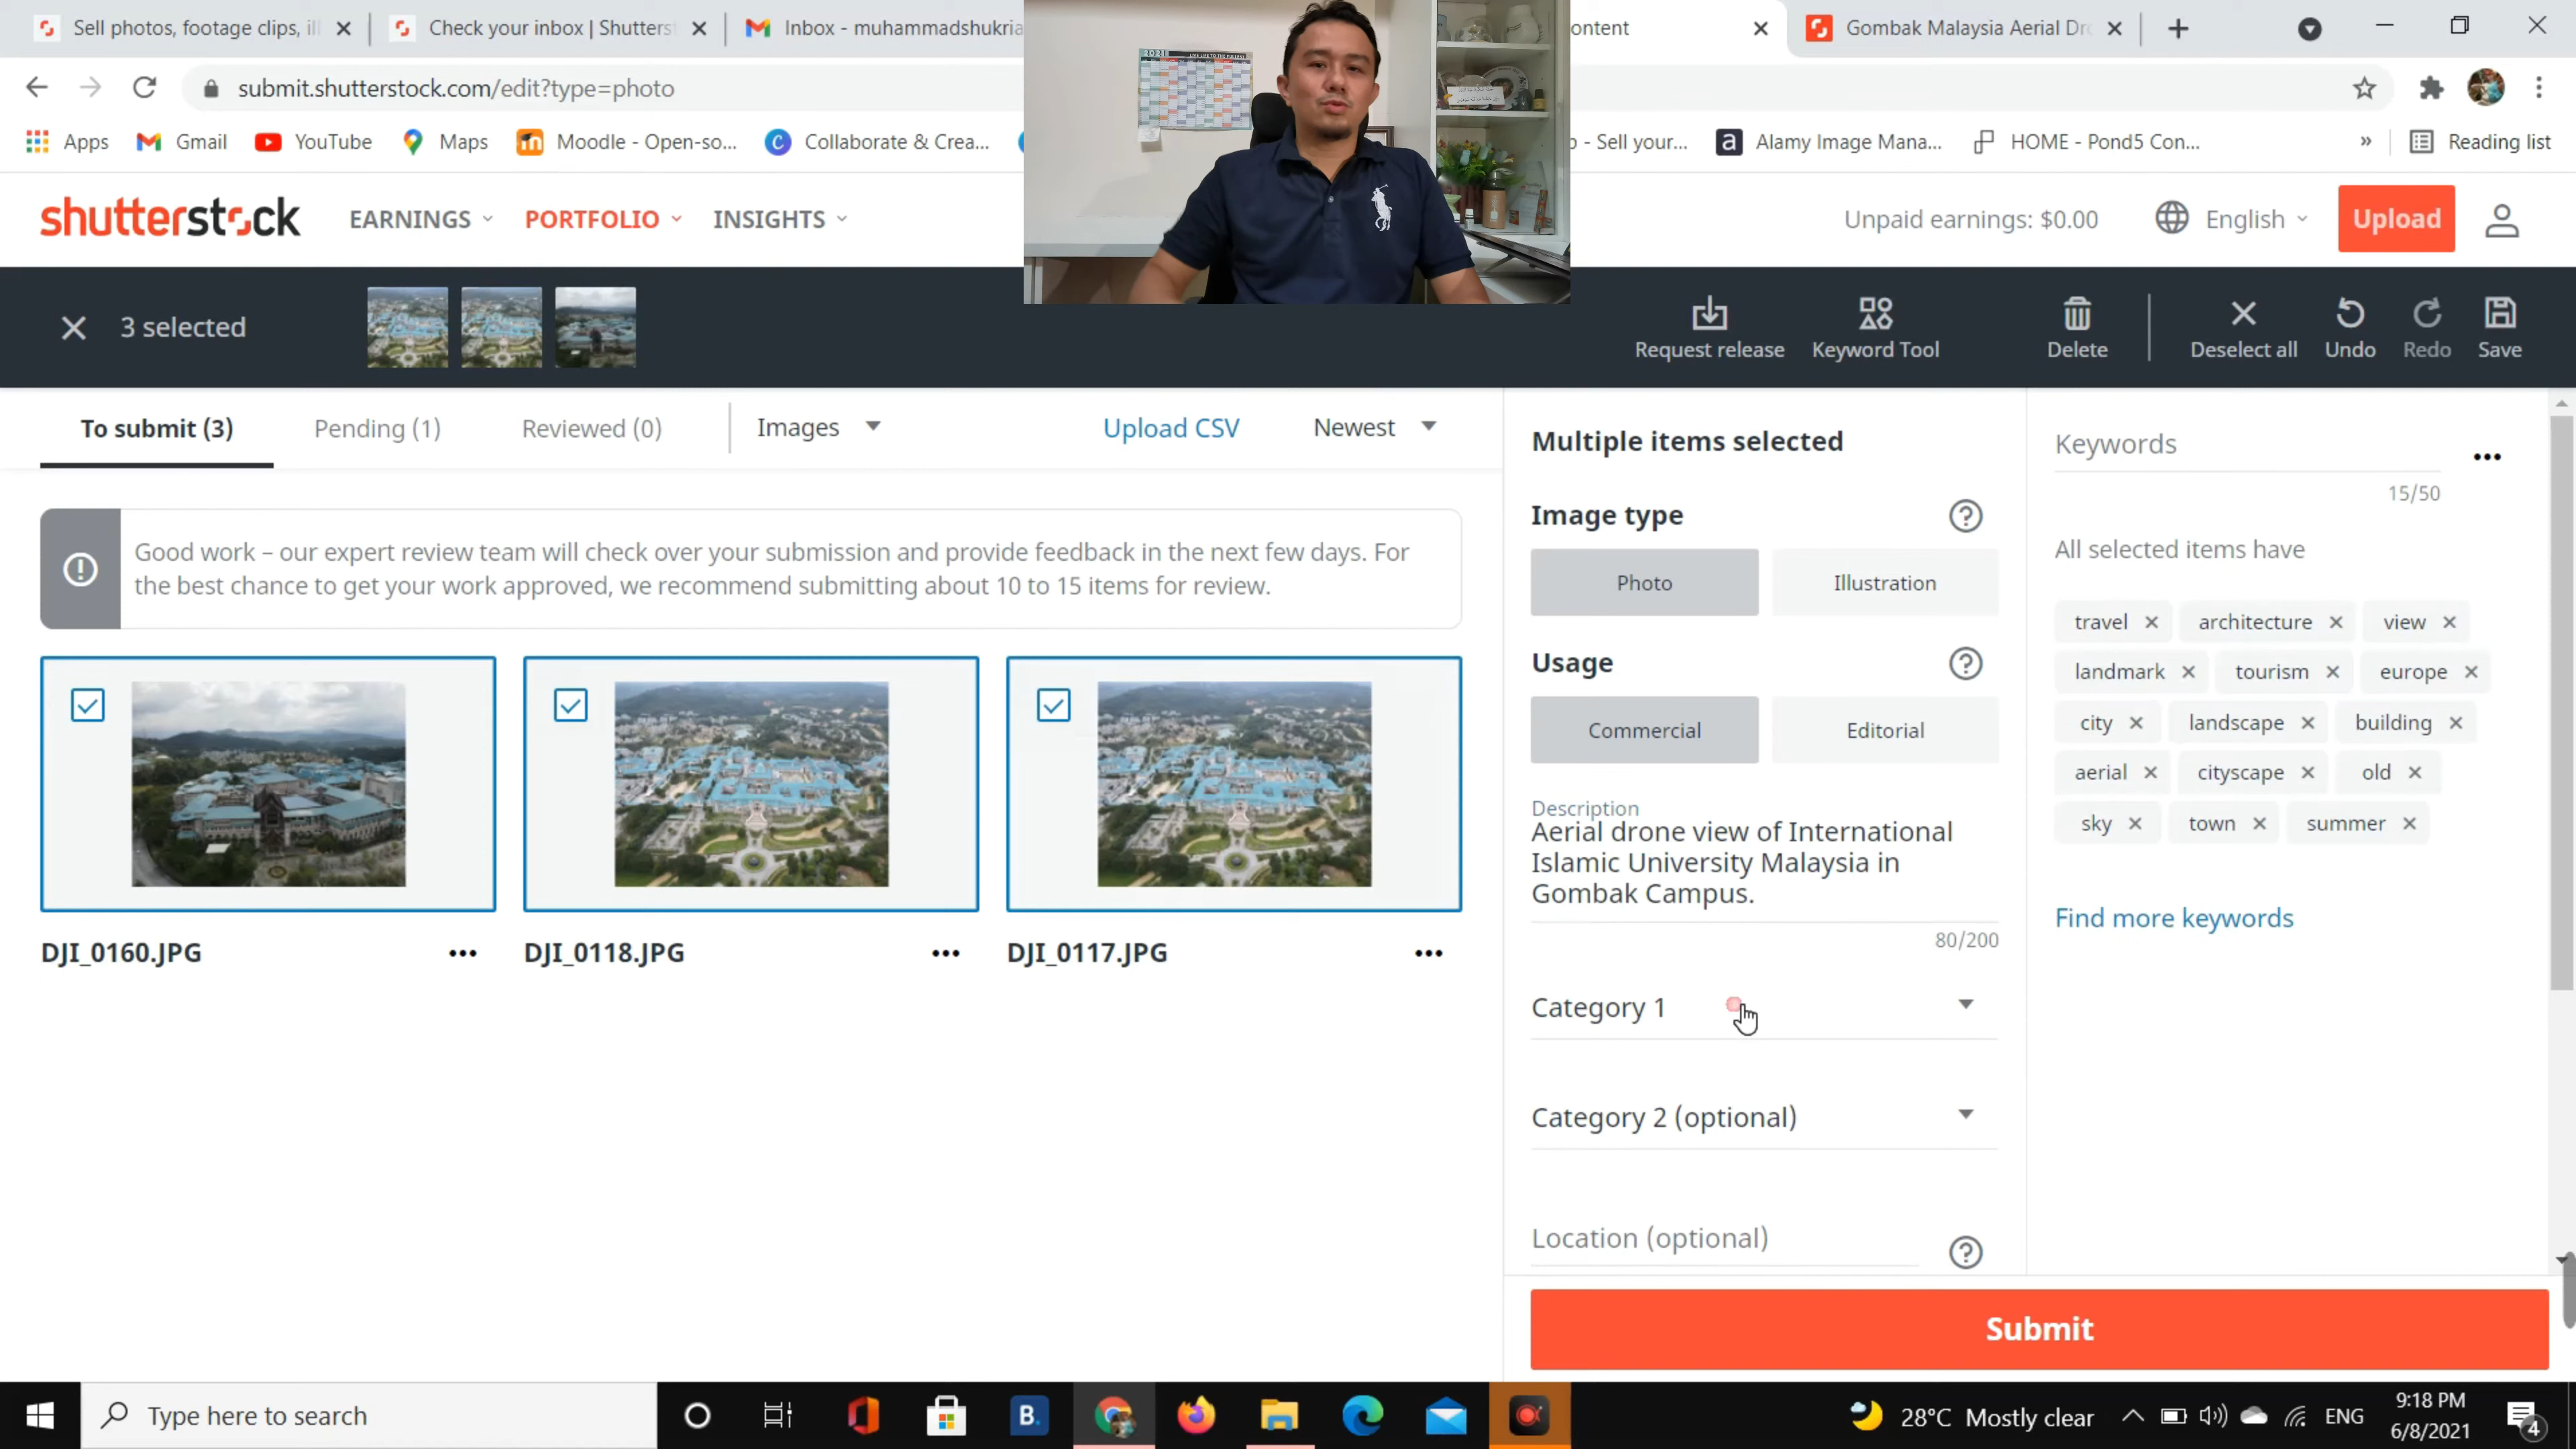 Sell photos, footage clips, ill
Check your inbox | Shutterst
Inbox - muhammadshukria
ontent
Gombak Malaysia Aerial Dr
submit.shutterstock.com/edit?type=photo
Apps
Gmail
YouTube
Maps
Moodle - Open-so...
Collaborate & Crea...
- Sell your...
Alamy Image Mana...
HOME - Pond5 Con...
»
Reading list
2021
shutterstock
EARNINGS
PORTFOLIO
INSIGHTS
Unpaid earnings: $0.00
English
Upload
3 selected
Request release
Keyword Tool
Delete
Deselect all
Undo
Redo
Save
To submit (3)
Pending (1)
Reviewed (0)
Images
Upload CSV
Newest
Good work – our expert review team will check over your submission and provide feedback in the next few days. For
the best chance to get your work approved, we recommend submitting about 10 to 15 items for review.
DJI_0160.JPG
DJI_0118.JPG
DJI_0117.JPG
Multiple items selected
Image type
Photo
Illustration
Usage
Commercial
Editorial
Description
Aerial drone view of International
Islamic University Malaysia in
Gombak Campus.
80/200
Category 1
Category 2 (optional)
Location (optional)
Keywords
15/50
All selected items have
travel
architecture
view
landmark
tourism
europe
city
landscape
building
aerial
cityscape
old
sky
town
summer
Find more keywords
Submit
Type here to search
B.
28°C Mostly clear
ENG
9:18 PM
6/8/2021
4